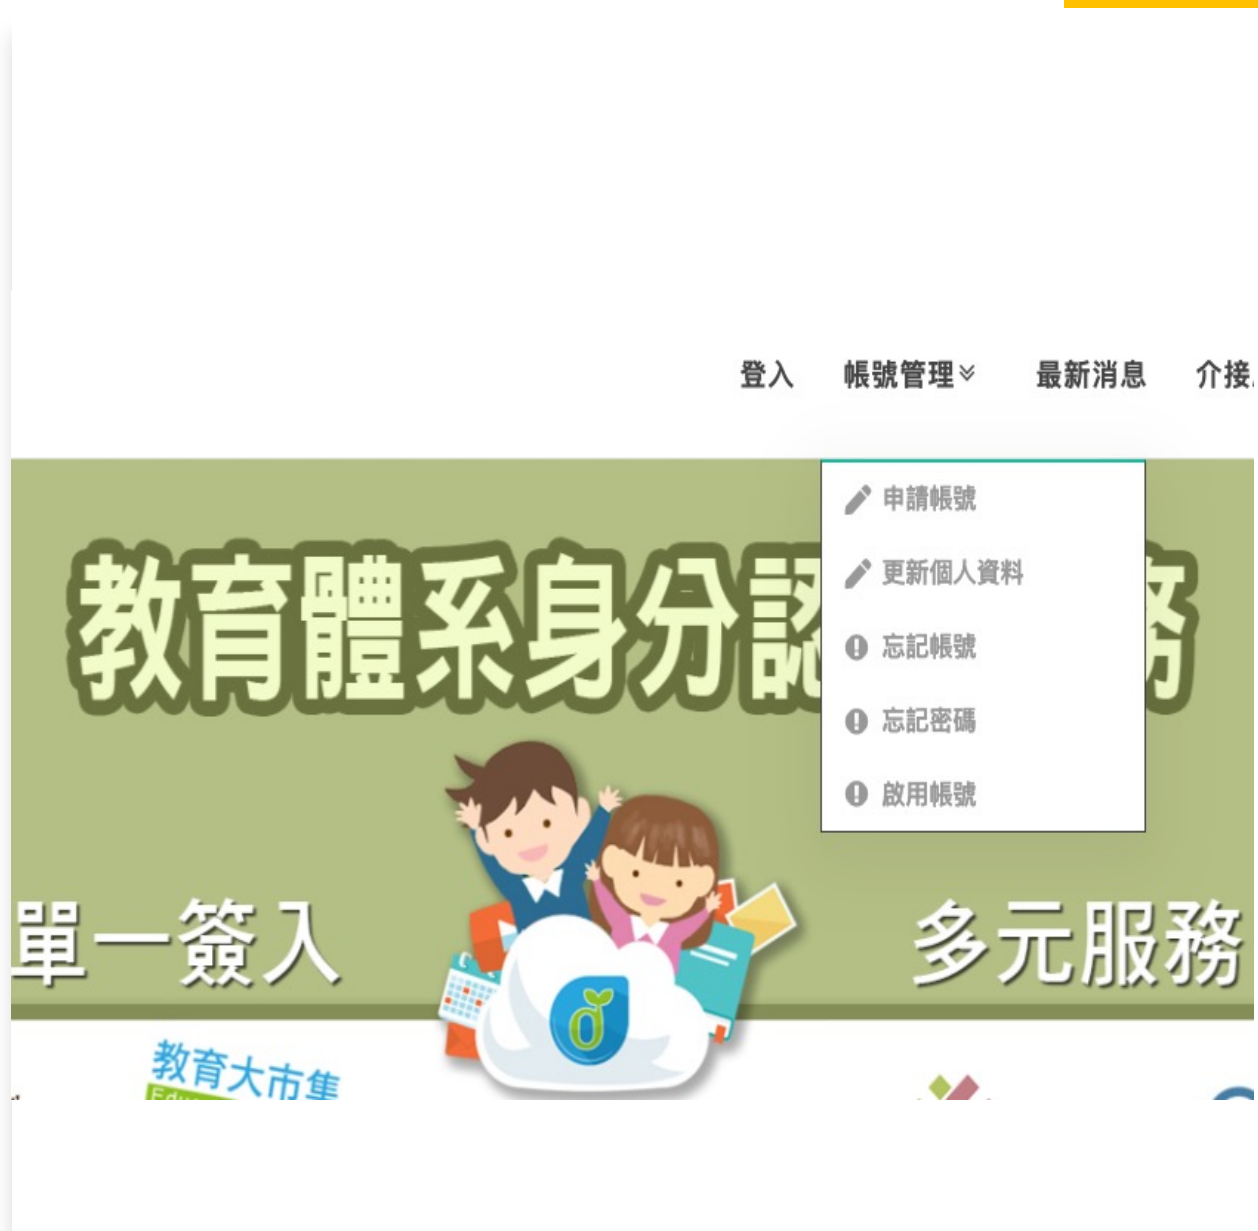 登入 帳號管理 最新消息 介接
申請帳號
更新個人資料
忘記帳號
忘記密碼
啟用帳號
教育體系身分認 務
單一簽入 多元服務
教育大市集